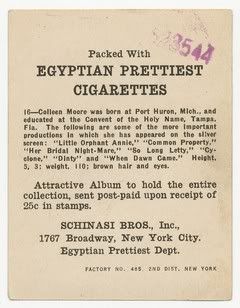 3544
Packed With
EGYPTIAN PRETTIEST
CIGARETTES
16—Colleen Moore was born at Port Huron, Mich., and
educated at the Convent of the Holy Name, Tampa,
Fla. The following are some of the more important
productions in which she has appeared on the silver
screen: "Little Orphant Annie," "Common Property,"
"Her Bridal Night-Mare," "So Long Letty," "Cy-
clone," "Dinty" and "When Dawn Came." Height,
5, 3; weight, 110; brown hair and eyes.
Attractive Album to hold the entire
collection, sent post-paid upon receipt of
25c in stamps.
SCHINASI BROS., Inc.,
1767 Broadway, New York City.
Egyptian Prettiest Dept.
FACTORY NO. 485 2ND DIST. NEW YORK